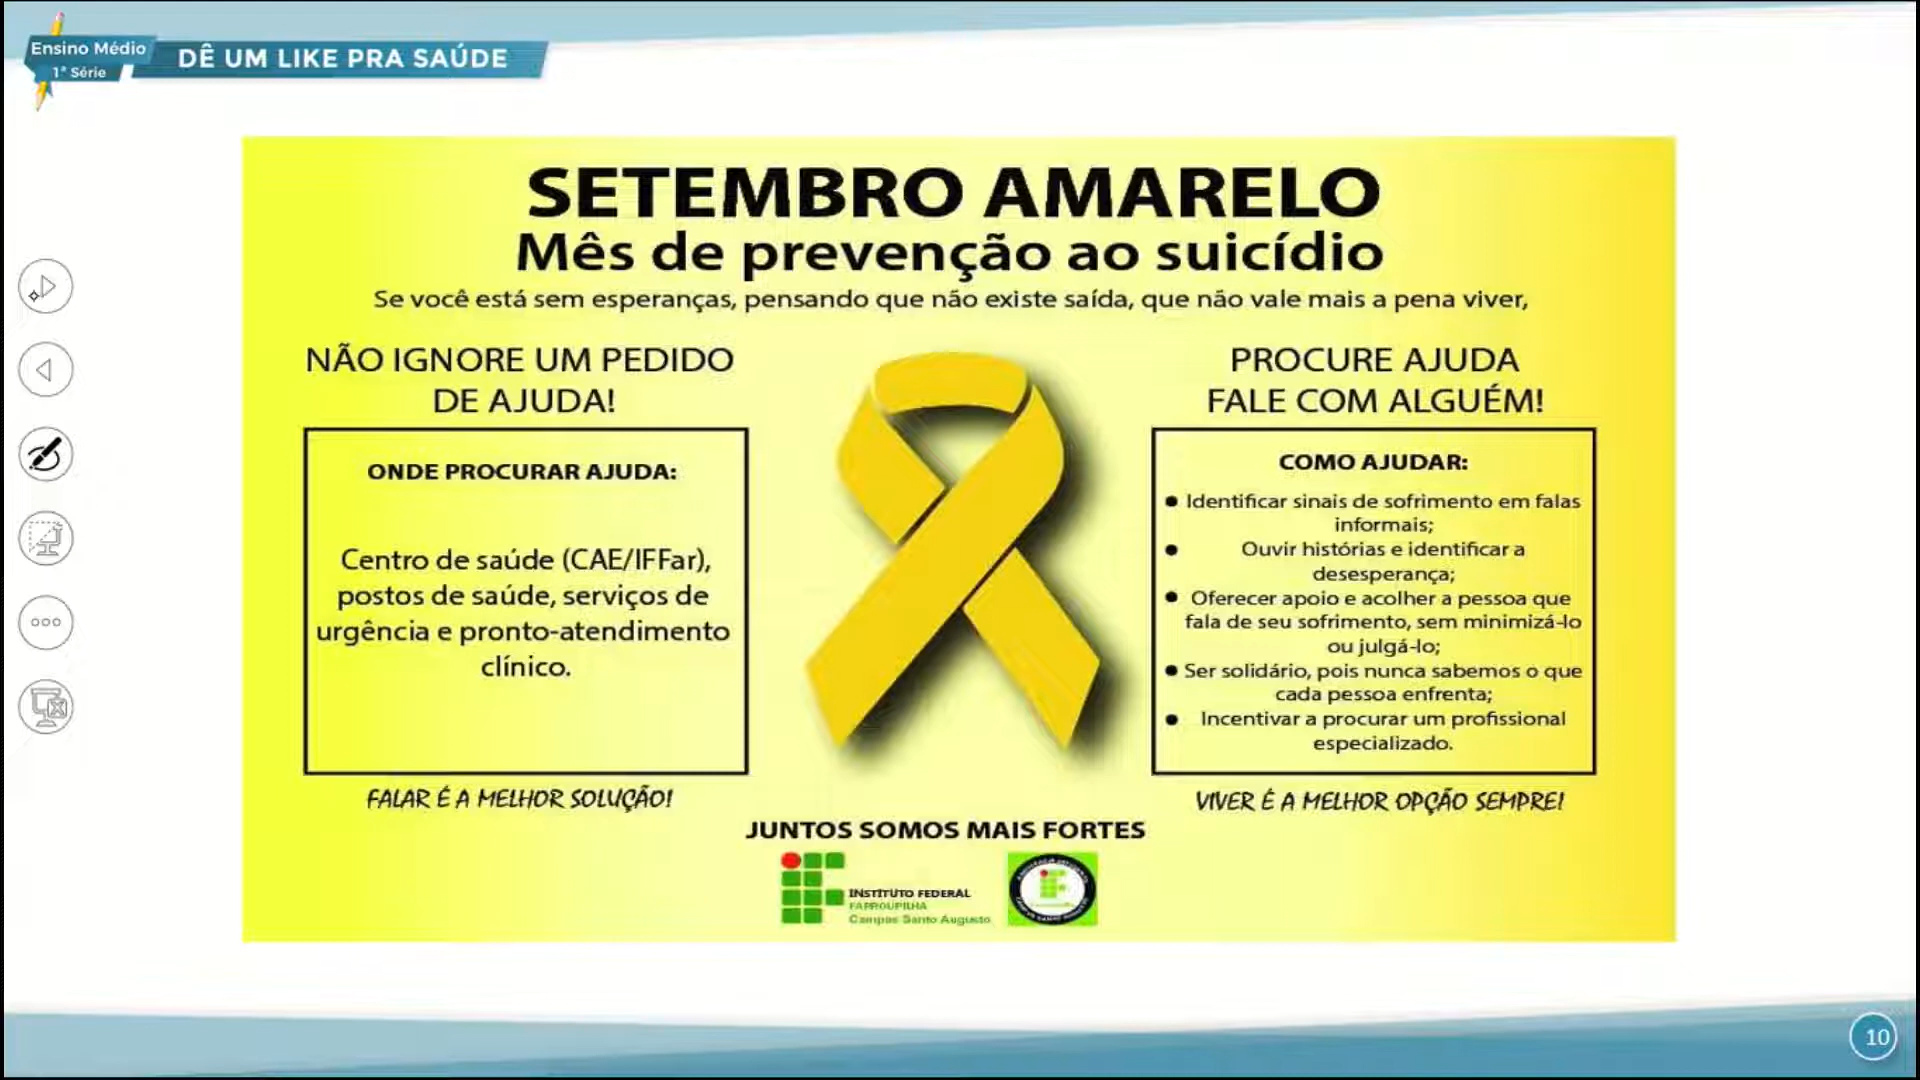 Ensino Médio
1ª Série
DÊ UM LIKE PRA SAÚDE
SETEMBRO AMARELO
Mês de prevenção ao suicídio
Se você está sem esperanças, pensando que não existe saída, que não vale mais a pena viver,
NÃO IGNORE UM PEDIDO
DE AJUDA!
ONDE PROCURAR AJUDA:
Centro de saúde (CAE/IFFar),
postos de saúde, serviços de
urgência e pronto-atendimento
clínico.
FALAR É A MELHOR SOLUÇÃO!
PROCURE AJUDA
FALE COM ALGUÉM!
COMO AJUDAR:
• Identificar sinais de sofrimento em falas
informais;
• Ouvir histórias e identificar a
desesperança;
• Oferecer apoio e acolher a pessoa que
fala de seu sofrimento, sem minimizá-lo
ou julgá-lo;
• Ser solidário, pois nunca sabemos o que
cada pessoa enfrenta;
• Incentivar a procurar um profissional
especializado.
VIVER É A MELHOR OPÇÃO SEMPRE!
JUNTOS SOMOS MAIS FORTES
INSTITUTO FEDERAL
FARROUPILHA
Campus Santo Augusto
10